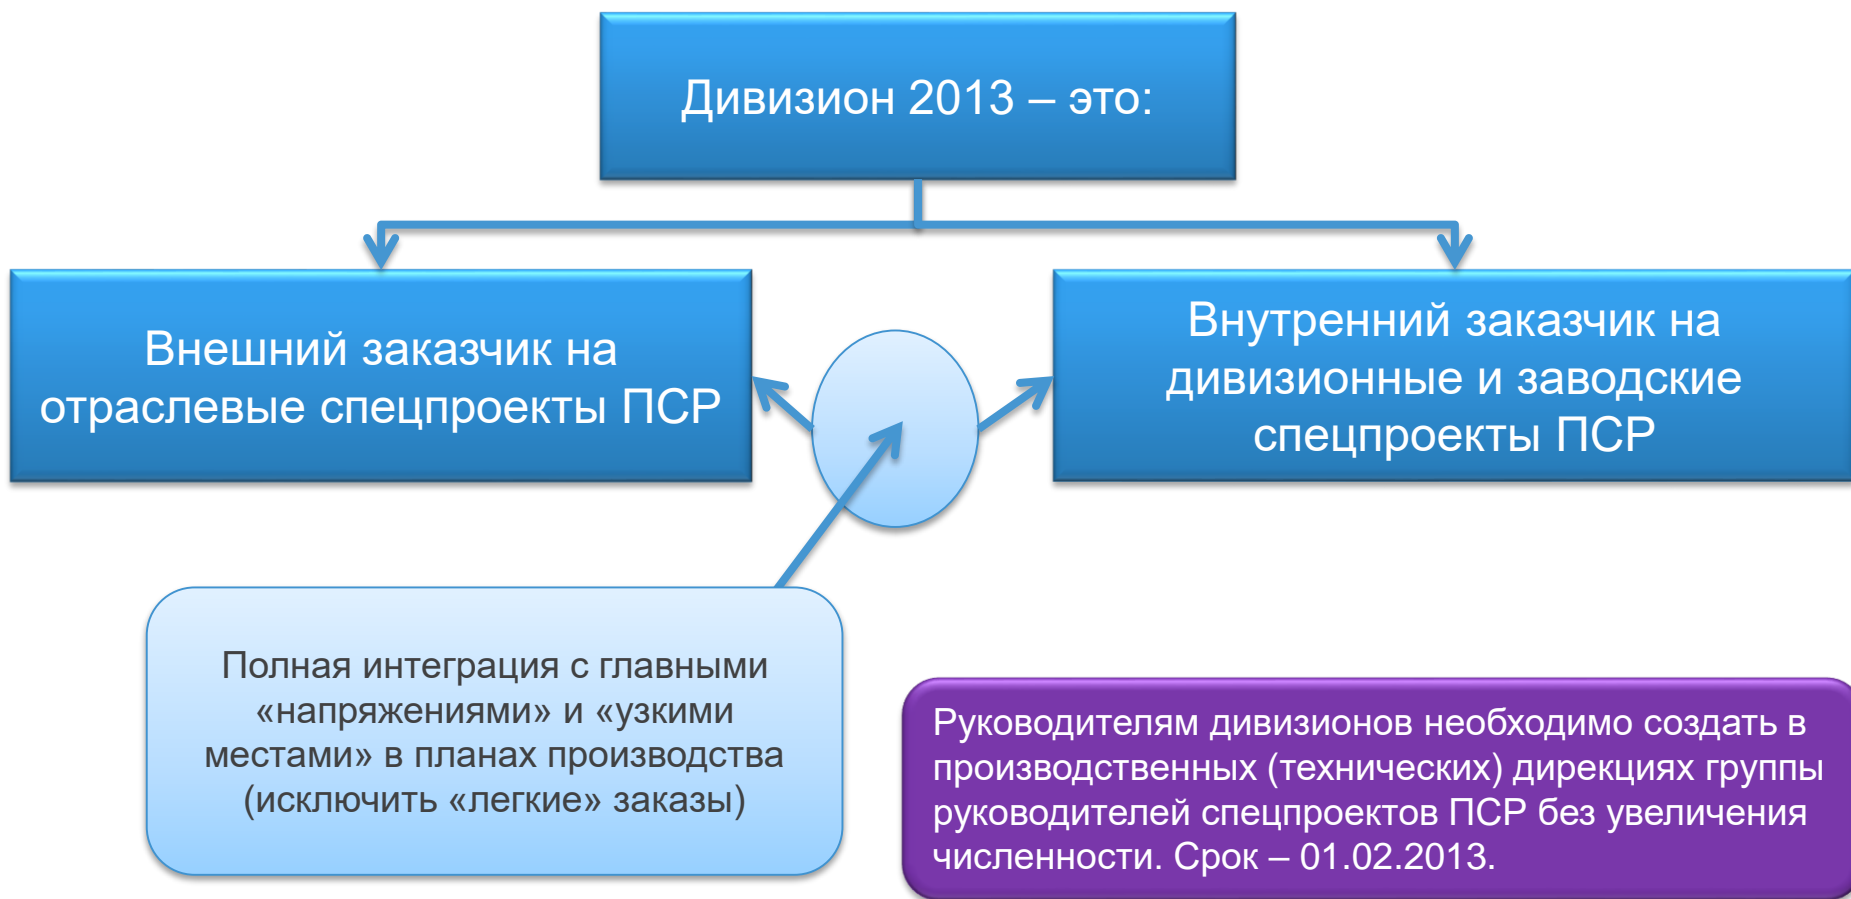 Дивизион 2013 – это:
Внешний заказчик на
отраслевые спецпроекты ПСР
Внутренний заказчик на
дивизионные и заводские
спецпроекты ПСР
Полная интеграция с главными
«напряжениями» и «узкими
местами» в планах производства
(исключить «легкие» заказы)
Руководителям дивизионов необходимо создать в
производственных (технических) дирекциях группы
руководителей спецпроектов ПСР без увеличения
численности. Срок – 01.02.2013.